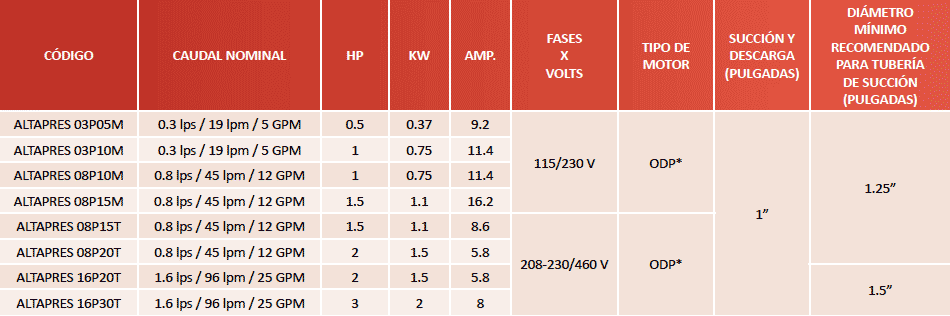 CÓDIGO CAUDAL NOMINAL HP KW AMP. FASES X VOLTS TIPO DE MOTOR SUCCIÓN Y DESCARGA (PULGADAS) DIÁMETRO MÍNIMO RECOMENDADO PARA TUBERÍA DE SUCCIÓN (PULGADAS)
ALTAPRES 03P05M 0.3 lps / 19 lpm / 5 GPM 0.5 0.37 9.2
ALTAPRES 03P10M 0.3 lps / 19 lpm / 5 GPM 1 0.75 11.4
115/230 V ODP*
ALTAPRES 08P10M 0.8 lps / 45 lpm / 12 GPM 1 0.75 11.4
1.25”
ALTAPRES 08P15M 0.8 lps / 45 lpm / 12 GPM 1.5 1.1 16.2
1”
ALTAPRES 08P15T 0.8 lps / 45 lpm / 12 GPM 1.5 1.1 8.6
ALTAPRES 08P20T 0.8 lps / 45 lpm / 12 GPM 2 1.5 5.8
208-230/460 V ODP*
ALTAPRES 16P20T 1.6 lps / 96 lpm / 25 GPM 2 1.5 5.8
1.5”
ALTAPRES 16P30T 1.6 lps / 96 lpm / 25 GPM 3 2 8